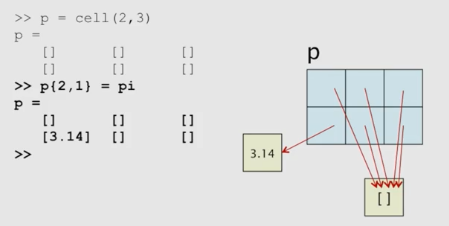 >> p = cell(2,3)
p =
[] [] []
[] [] []
>> p{2,1} = pi
p =
[] [] []
[3.14] [] []
>>
p
3.14
[]